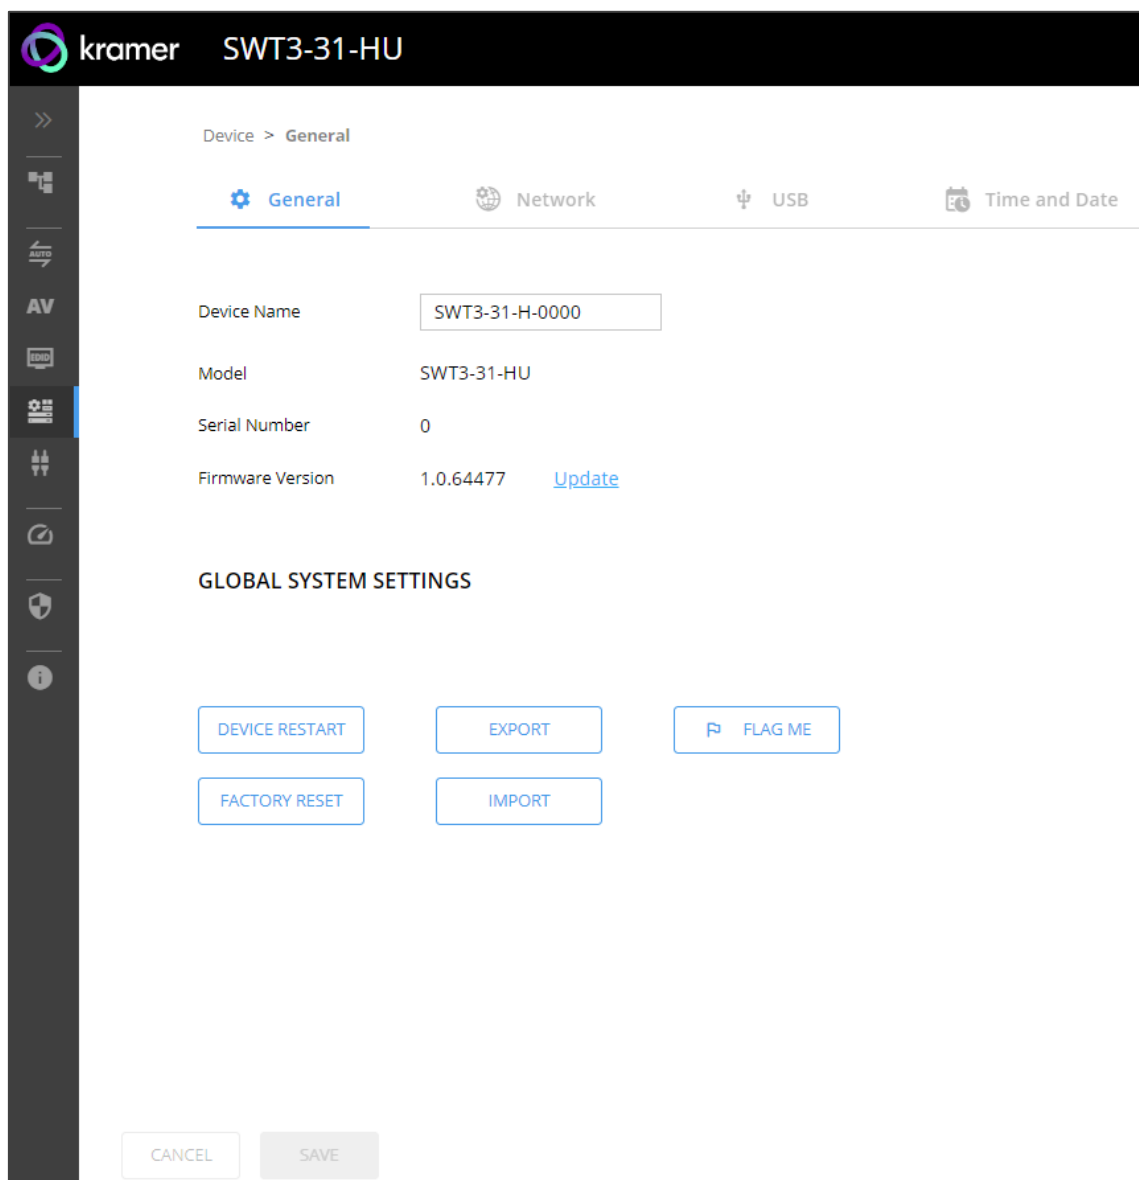 kramer SWT3-31-HU
Device > General
General Network USB Time and Date
AUTO
AV
EDID
Device Name SWT3-31-H-0000
Model SWT3-31-HU
Serial Number 0
Firmware Version 1.0.64477 Update
GLOBAL SYSTEM SETTINGS
DEVICE RESTART EXPORT FLAG ME
FACTORY RESET IMPORT
CANCEL SAVE